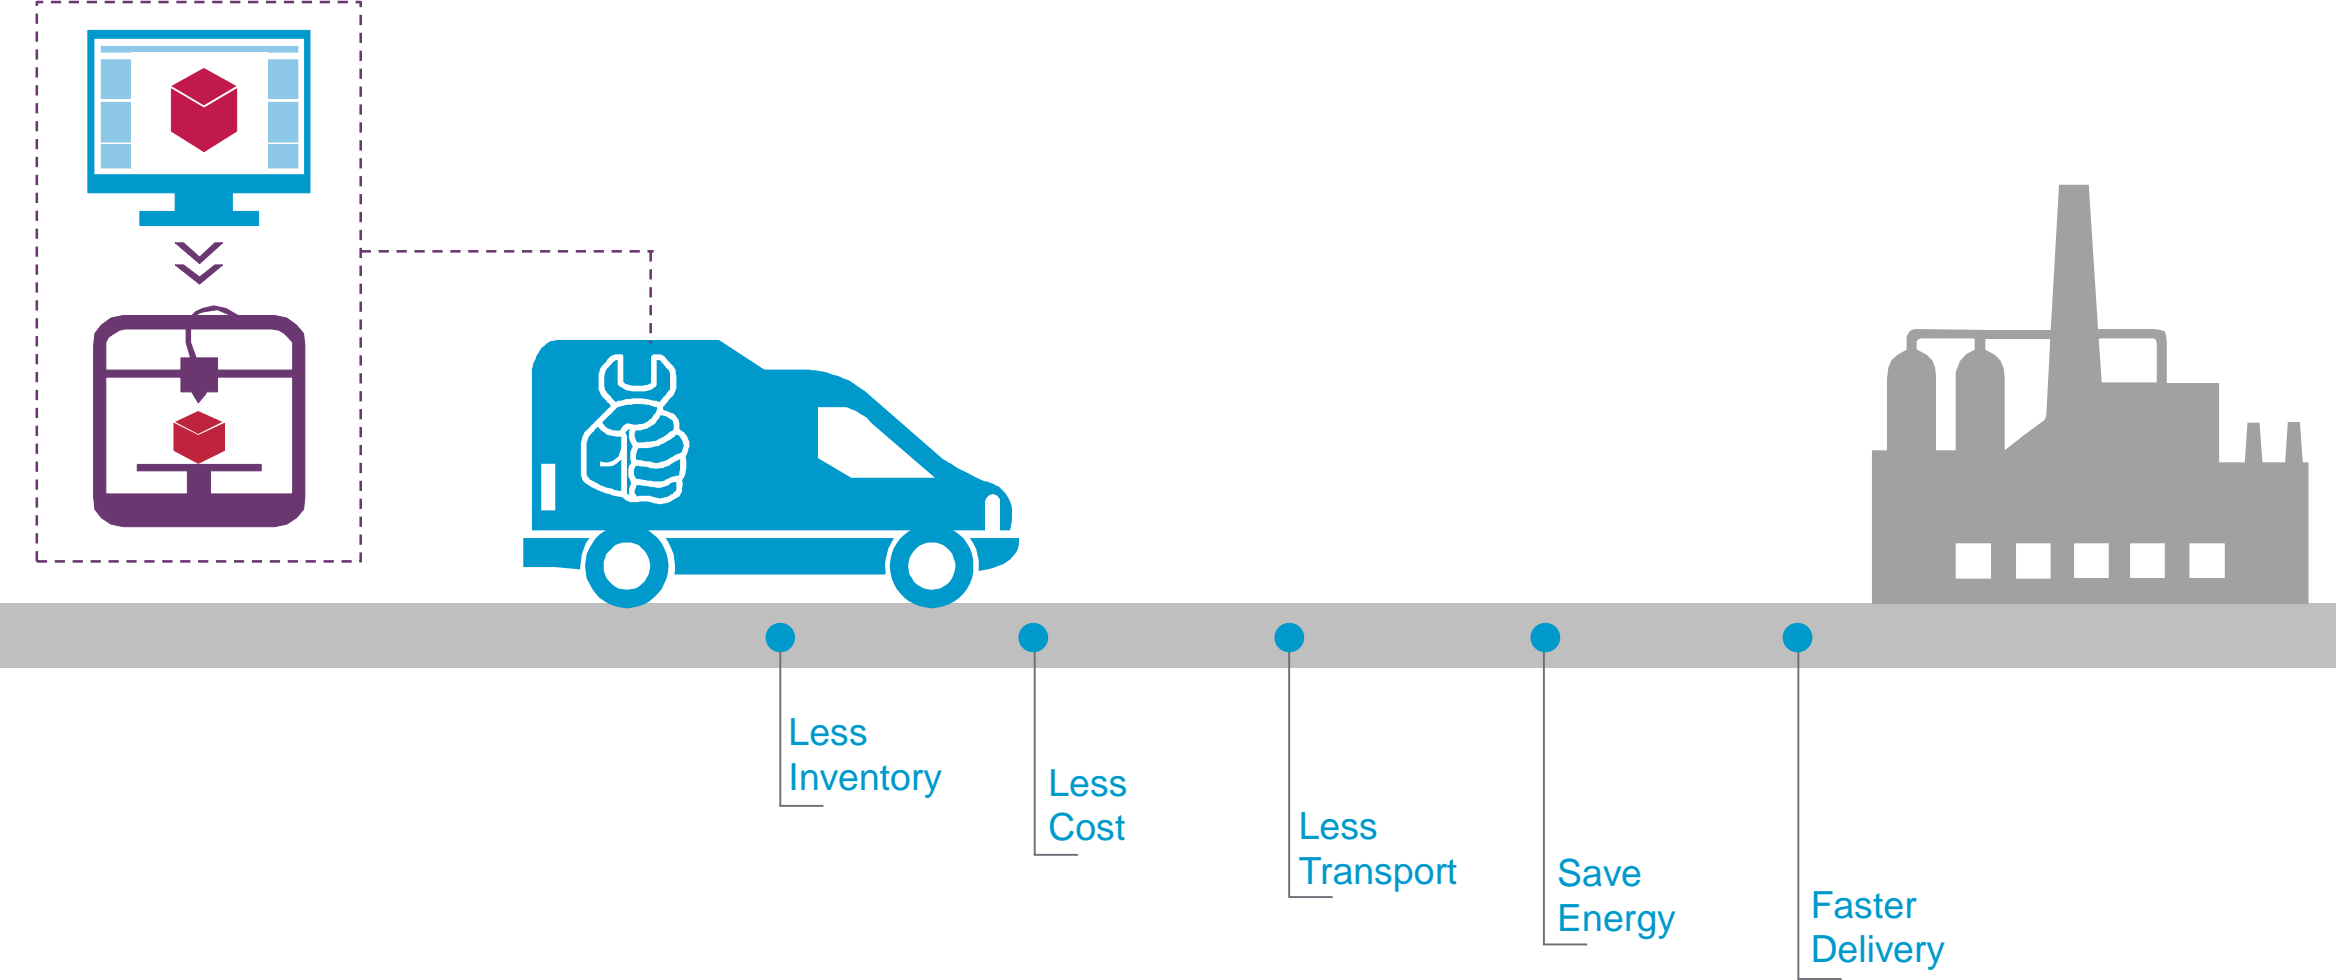 Less
Inventory
Less
Cost
Less
Transport
Save
Energy
Faster
Delivery